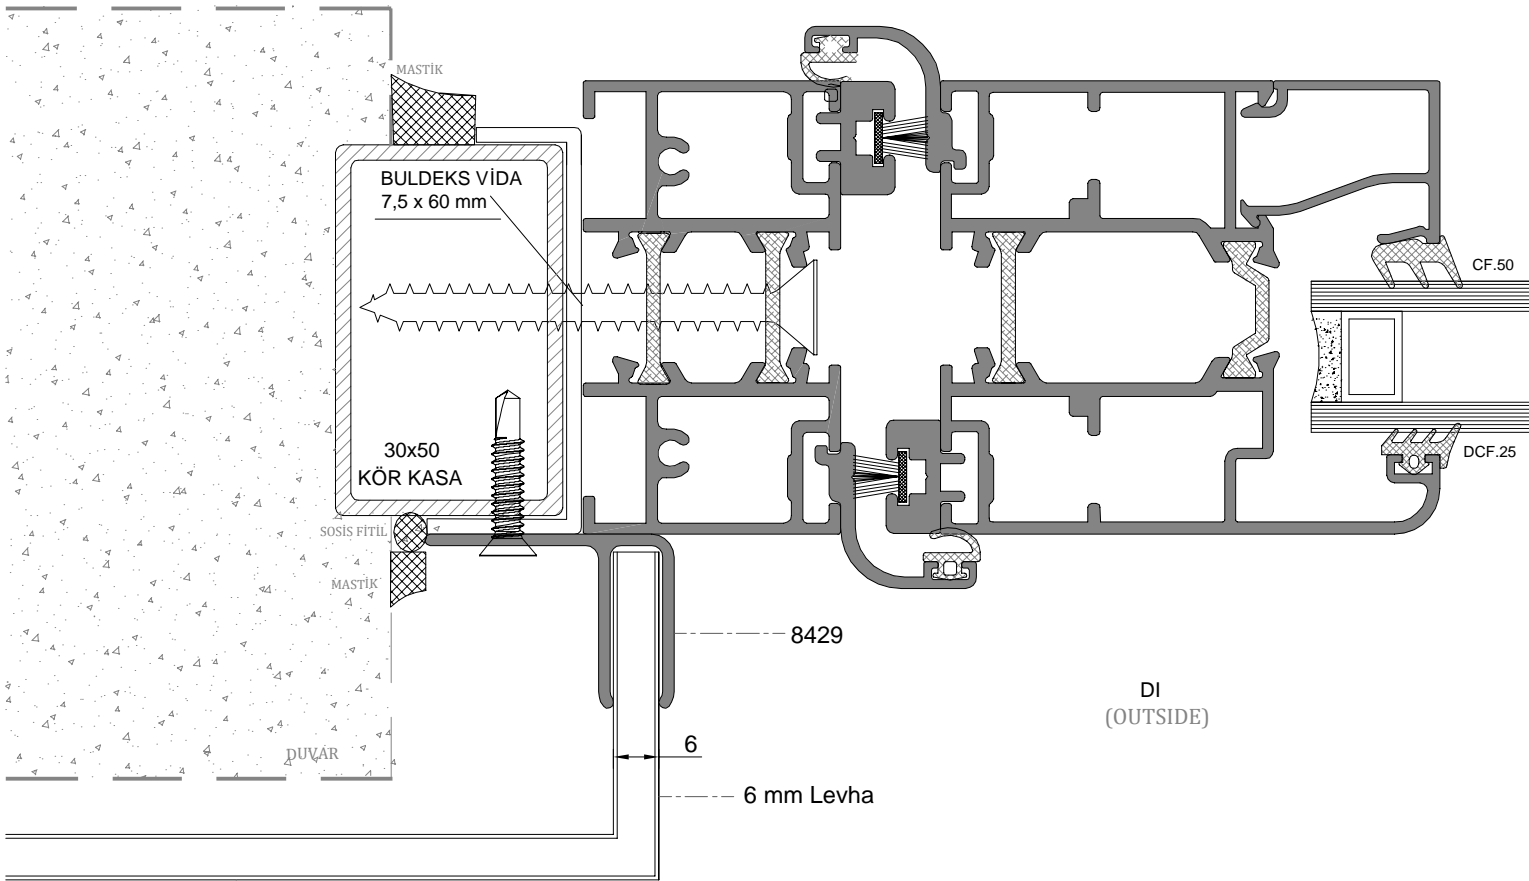 MASTİK
BULDEKS VİDA
7,5 x 60 mm
CF.50
30x50
KÖR KASA
DCF.25
SOSİS FİTİL
MASTİK
8429
DI
(OUTSIDE)
DUVAR
6
6 mm Levha